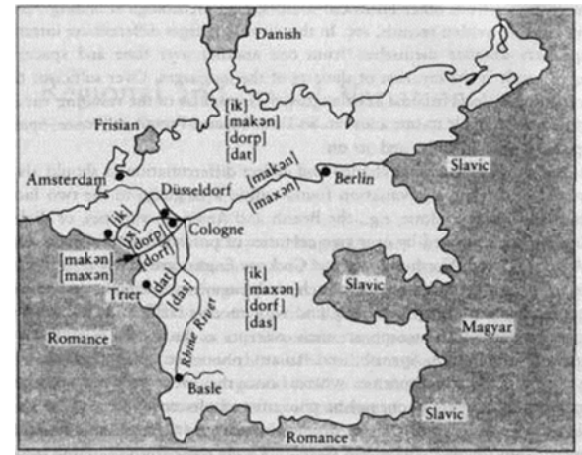 Danish
[ik]
[makən]
[dorp]
[dat]
Frisian
Slavic
Amsterdam
Düsseldorf
[makən]
[maxən]
Berlin
[ik]
[ix]
[dorp]
[dorf]
Cologne
[makən]
[maxən]
[dat]
[das]
Trier
[ik]
[maxən]
[dorf]
[das]
Slavic
Rhine River
Romance
Magyar
Basle
Slavic
Romance